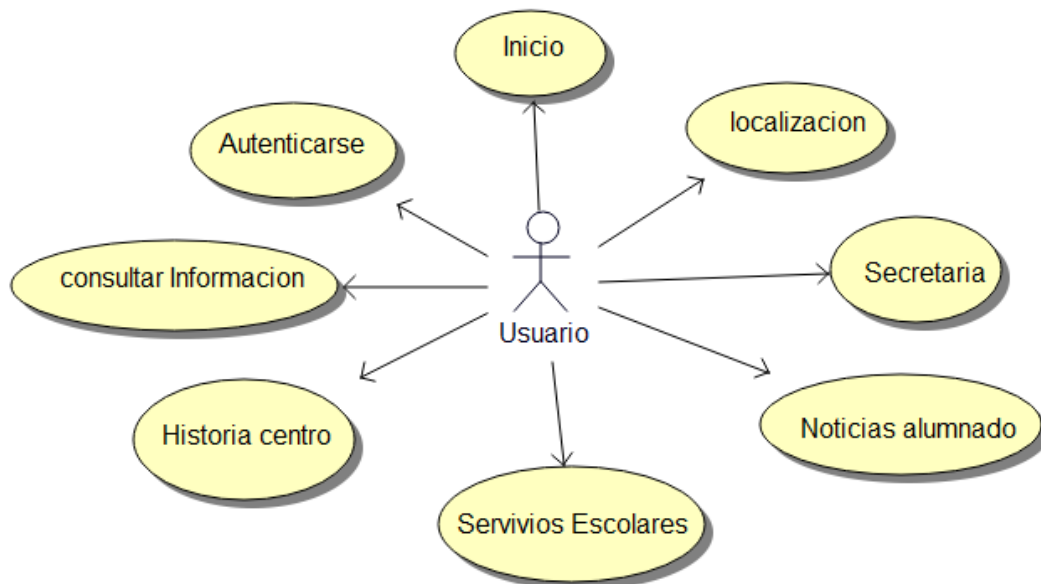 Inicio
localizacion
Autenticarse
consultar Informacion
Secretaria
Usuario
Historia centro
Noticias alumnado
Servivios Escolares